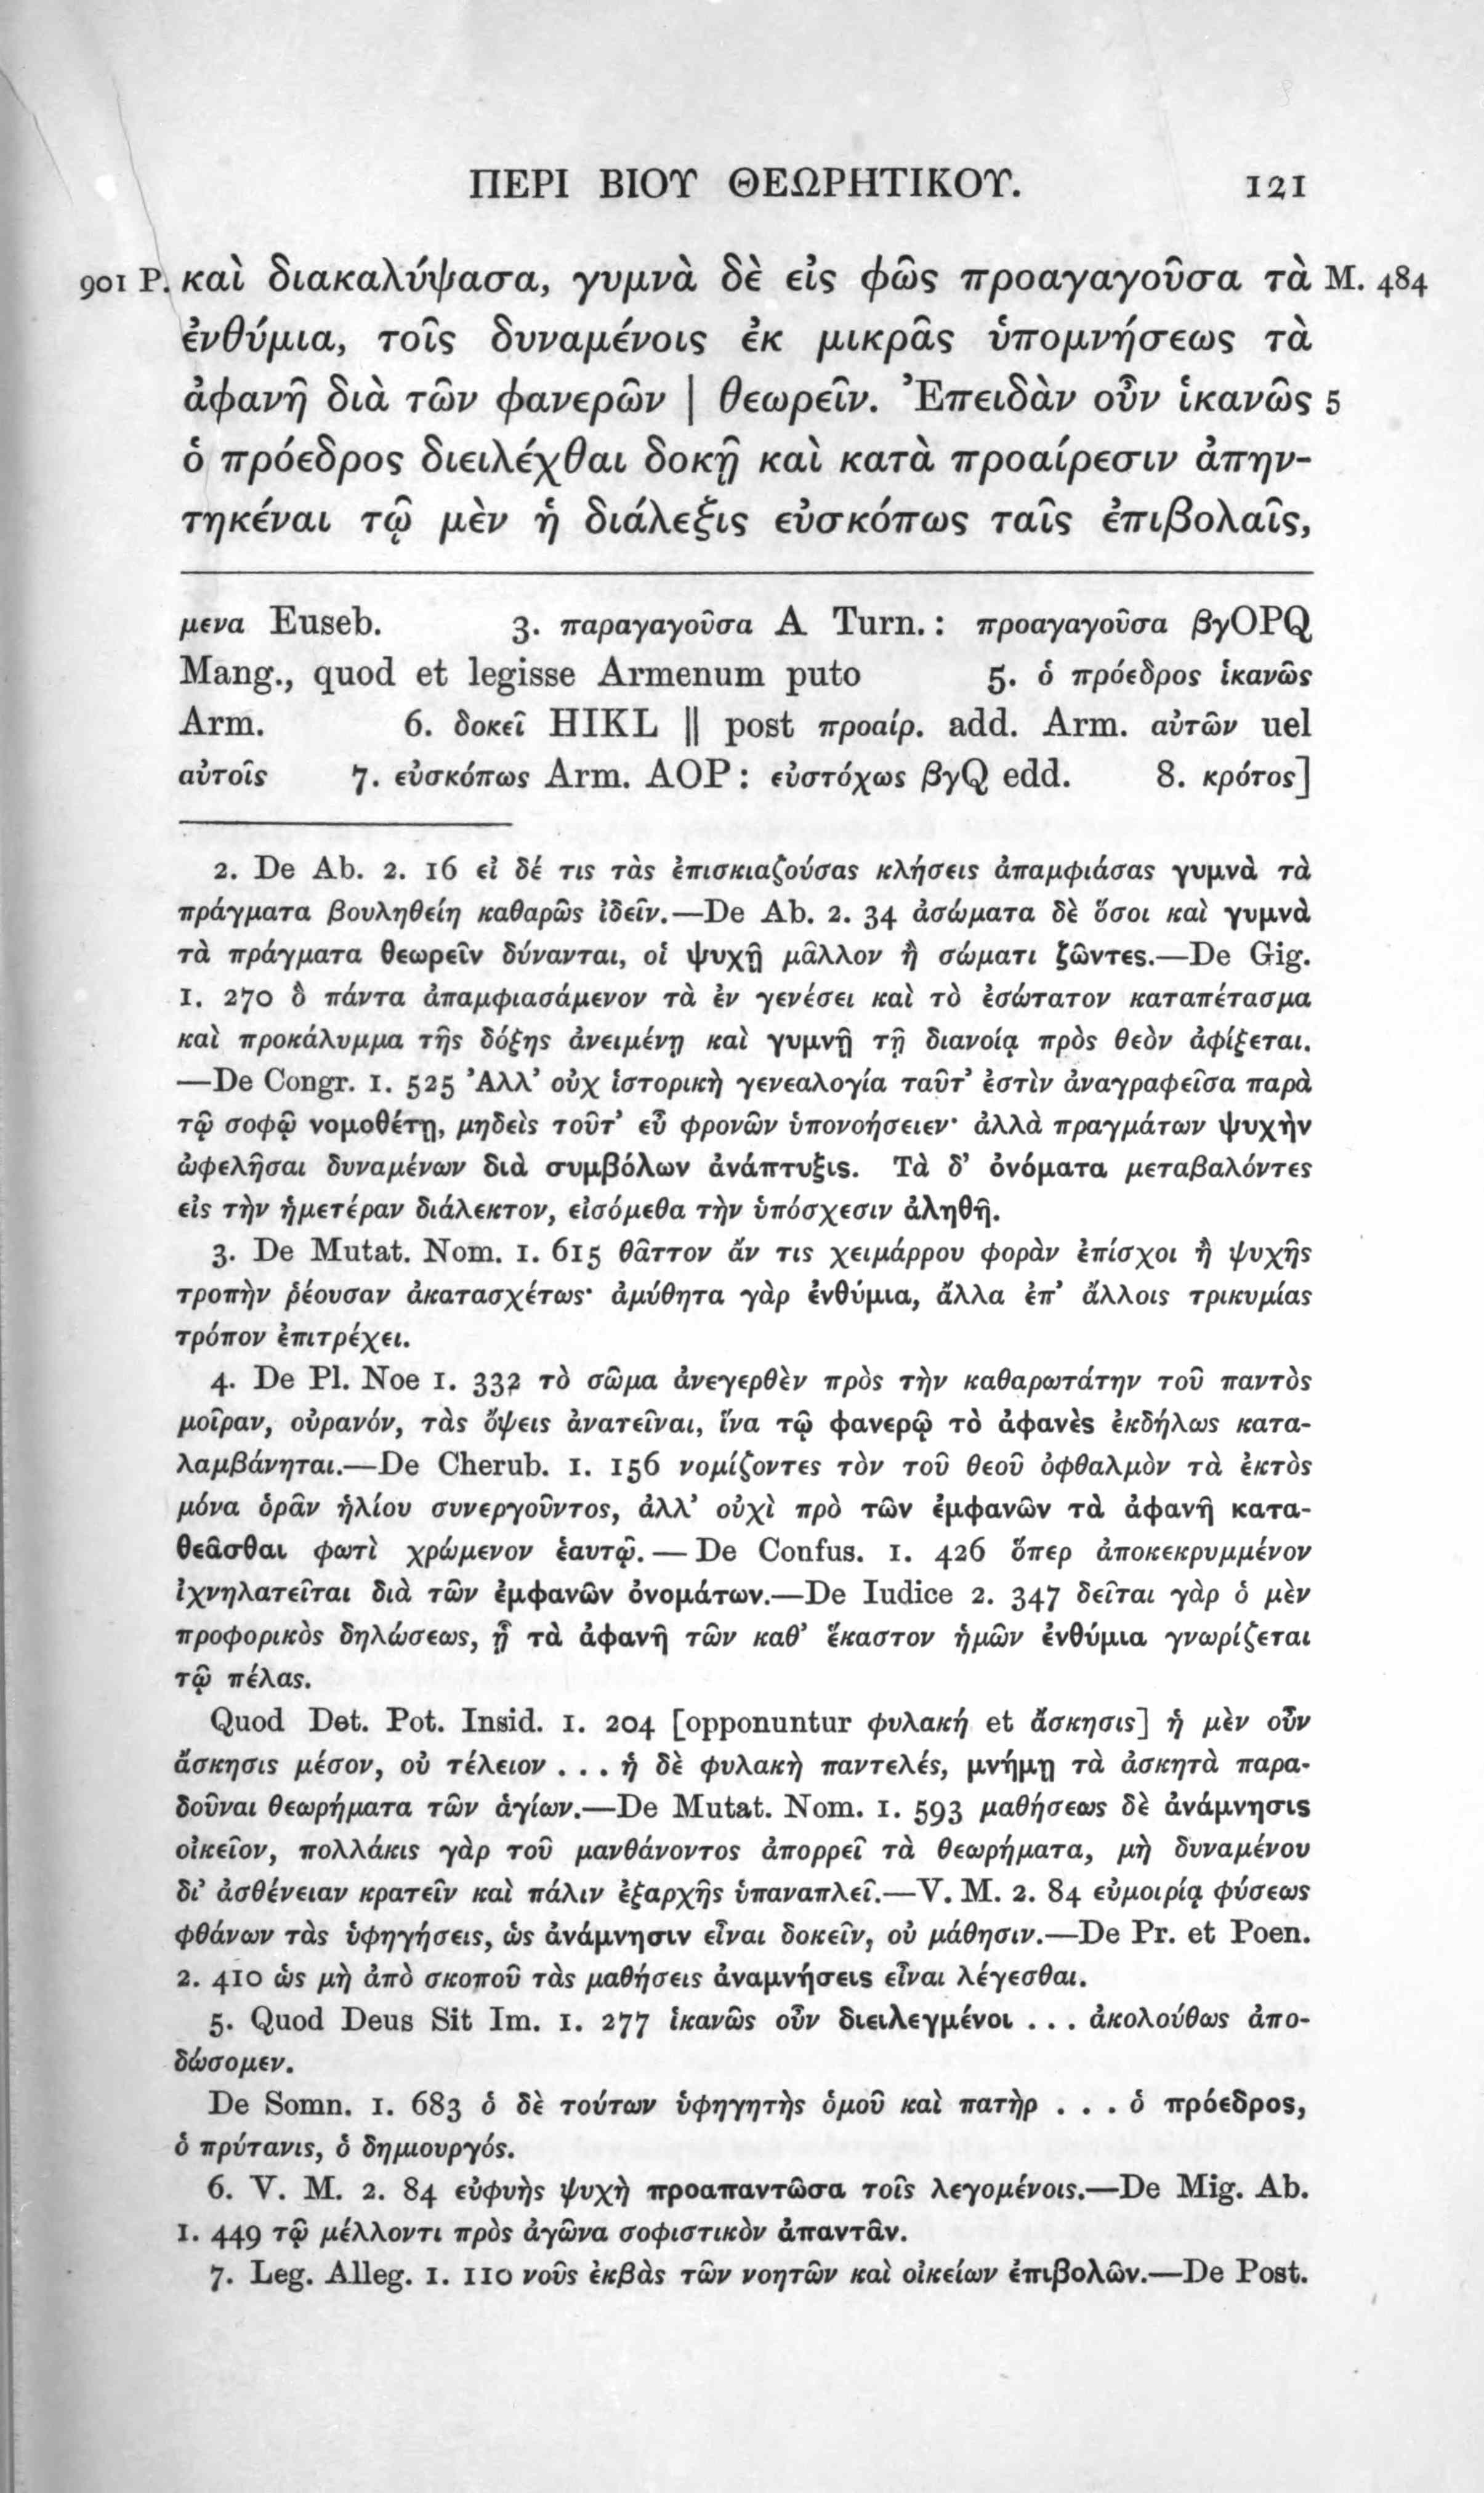 ΠΕΡΙ ΒΙΟΥ ΘΕΩΡΗΤΙΚΟΥ. 121
901 P. καὶ διακαλύψασα, γυμνὰ δὲ εἰς φῶς προαγαγοῦσα τὰ M. 484
ἐνθύμια, τοῖς δυναμένοις ἐκ μικρᾶς ὑπομνήσεως τὰ
ἀφανῆ διὰ τῶν φανερῶν | θεωρεῖν. Ἐπειδὰν οὖν ἱκανῶς 5
ὁ πρόεδρος διειλέχθαι δοκῇ καὶ κατὰ προαίρεσιν ἀπην-
τηκέναι τῷ μὲν ἡ διάλεξις εὐσκόπως ταῖς ἐπιβολαῖς,
μενα Euseb. 3. παραγαγοῦσα A Turn.: προαγαγοῦσα βγOPQ
Mang., quod et legisse Armenum puto 5. ὁ πρόεδρος ἱκανῶς
Arm. 6. δοκεῖ HIKL || post προαίρ. add. Arm. αὐτῶν uel
αὐτοῖς 7. εὐσκόπως Arm. AOP: εὐστόχως βγQ edd. 8. κρότος]
2. De Ab. 2. 16 εἰ δέ τις τὰς ἐπισκιαζούσας κλήσεις ἀπαμφιάσας γυμνὰ τὰ
πράγματα βουληθείη καθαρῶς ἰδεῖν.—De Ab. 2. 34 ἀσώματα δὲ ὅσοι καὶ γυμνὰ
τὰ πράγματα θεωρεῖν δύνανται, οἱ ψυχῇ μᾶλλον ἢ σώματι ζῶντες.—De Gig.
1. 270 ὃ πάντα ἀπαμφιασάμενον τὰ ἐν γενέσει καὶ τὸ ἐσώτατον καταπέτασμα
καὶ προκάλυμμα τῆς δόξης ἀνειμένῃ καὶ γυμνῇ τῇ διανοίᾳ πρὸς θεὸν ἀφίξεται.
—De Congr. 1. 525 Ἀλλ’ οὐχ ἱστορικὴ γενεαλογία ταῦτ’ ἐστὶν ἀναγραφεῖσα παρὰ
τῷ σοφῷ νομοθέτῃ, μηδεὶς τοῦτ’ εὖ φρονῶν ὑπονοήσειεν· ἀλλὰ πραγμάτων ψυχὴν
ὠφελῆσαι δυναμένων διὰ συμβόλων ἀνάπτυξις. Τὰ δ’ ὀνόματα μεταβαλόντες
εἰς τὴν ἡμετέραν διάλεκτον, εἰσόμεθα τὴν ὑπόσχεσιν ἀληθῆ.
3. De Mutat. Nom. 1. 615 θᾶττον ἄν τις χειμάρρου φορὰν ἐπίσχοι ἢ ψυχῆς
τροπὴν ῥέουσαν ἀκατασχέτως· ἀμύθητα γὰρ ἐνθύμια, ἄλλα ἐπ’ ἄλλοις τρικυμίας
τρόπον ἐπιτρέχει.
4. De Pl. Noe 1. 332 τὸ σῶμα ἀνεγερθὲν πρὸς τὴν καθαρωτάτην τοῦ παντὸς
μοῖραν, οὐρανόν, τὰς ὄψεις ἀνατεῖναι, ἵνα τῷ φανερῷ τὸ ἀφανὲς ἐκδήλως κατα-
λαμβάνηται.—De Cherub. 1. 156 νομίζοντες τὸν τοῦ θεοῦ ὀφθαλμὸν τὰ ἐκτὸς
μόνα ὁρᾶν ἡλίου συνεργοῦντος, ἀλλ’ οὐχὶ πρὸ τῶν ἐμφανῶν τὰ ἀφανῆ κατα-
θεᾶσθαι φωτὶ χρώμενον ἑαυτῷ.—De Confus. 1. 426 ὅπερ ἀποκεκρυμμένον
ἰχνηλατεῖται διὰ τῶν ἐμφανῶν ὀνομάτων.—De Iudice 2. 347 δεῖται γὰρ ὁ μὲν
προφορικὸς δηλώσεως, ᾗ τὰ ἀφανῆ τῶν καθ’ ἕκαστον ἡμῶν ἐνθύμια γνωρίζεται
τῷ πέλας.
Quod Det. Pot. Insid. 1. 204 [opponuntur φυλακή et ἄσκησις] ἡ μὲν οὖν
ἄσκησις μέσον, οὐ τέλειον . . . ἡ δὲ φυλακὴ παντελές, μνήμῃ τὰ ἀσκητὰ παρα-
δοῦναι θεωρήματα τῶν ἁγίων.—De Mutat. Nom. 1. 593 μαθήσεως δὲ ἀνάμνησις
οἰκεῖον, πολλάκις γὰρ τοῦ μανθάνοντος ἀπορρεῖ τὰ θεωρήματα, μὴ δυναμένου
δι’ ἀσθένειαν κρατεῖν καὶ πάλιν ἐξαρχῆς ὑπαναπλεῖ.—V. M. 2. 84 εὐμοιρίᾳ φύσεως
φθάνων τὰς ὑφηγήσεις, ὡς ἀνάμνησιν εἶναι δοκεῖν, οὐ μάθησιν.—De Pr. et Poen.
2. 410 ὡς μὴ ἀπὸ σκοποῦ τὰς μαθήσεις ἀναμνήσεις εἶναι λέγεσθαι.
5. Quod Deus Sit Im. 1. 277 ἱκανῶς οὖν διειλεγμένοι . . . ἀκολούθως ἀπο-
δώσομεν.
De Somn. 1. 683 ὁ δὲ τούτων ὑφηγητὴς ὁμοῦ καὶ πατὴρ . . . ὁ πρόεδρος,
ὁ πρύτανις, ὁ δημιουργός.
6. V. M. 2. 84 εὐφυὴς ψυχὴ προαπαντῶσα τοῖς λεγομένοις.—De Mig. Ab.
1. 449 τῷ μέλλοντι πρὸς ἀγῶνα σοφιστικὸν ἀπαντᾶν.
7. Leg. Alleg. 1. 110 νοῦς ἐκβὰς τῶν νοητῶν καὶ οἰκείων ἐπιβολῶν.—De Post.